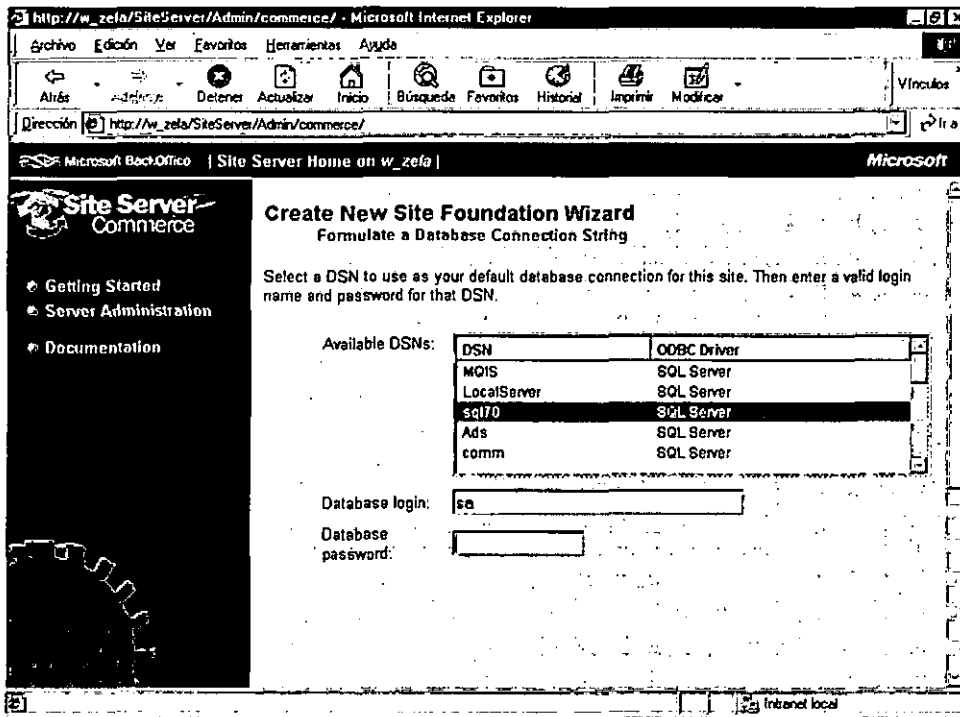 http://w_zela/SiteServer/Admin/commerce/ - Microsoft Internet Explorer
Archivo Edición Ver Favoritos Herramientas Ayuda
Atrás Adelante Detener Actualizar Inicio Búsqueda Favoritos Historial Imprimir Modificar Vínculos
Dirección http://w_zela/SiteServer/Admin/commerce/ Ir a
Microsoft BackOffice | Site Server Home on w_zela | Microsoft
Site Server
Commerce
Getting Started
Server Administration
Documentation
Create New Site Foundation Wizard
Formulate a Database Connection String
Select a DSN to use as your default database connection for this site. Then enter a valid login
name and password for that DSN.
Available DSNs:
DSN ODBC Driver
MQIS SQL Server
LocalServer SQL Server
sql70 SQL Server
Ads SQL Server
comm SQL Server
Database login: sa
Database
password:
Intranet local